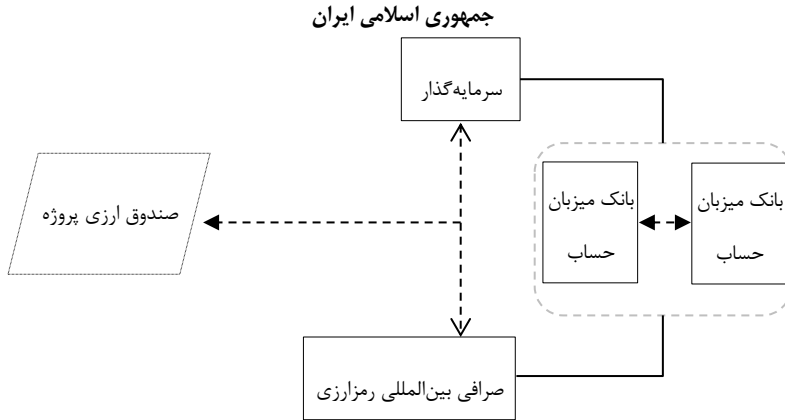 جمهوری اسلامی ایران
سرمایه‌گذار
بانک میزبان
حساب
بانک میزبان
حساب
صندوق ارزی پروژه
صرافی بین‌المللی رمزارزی